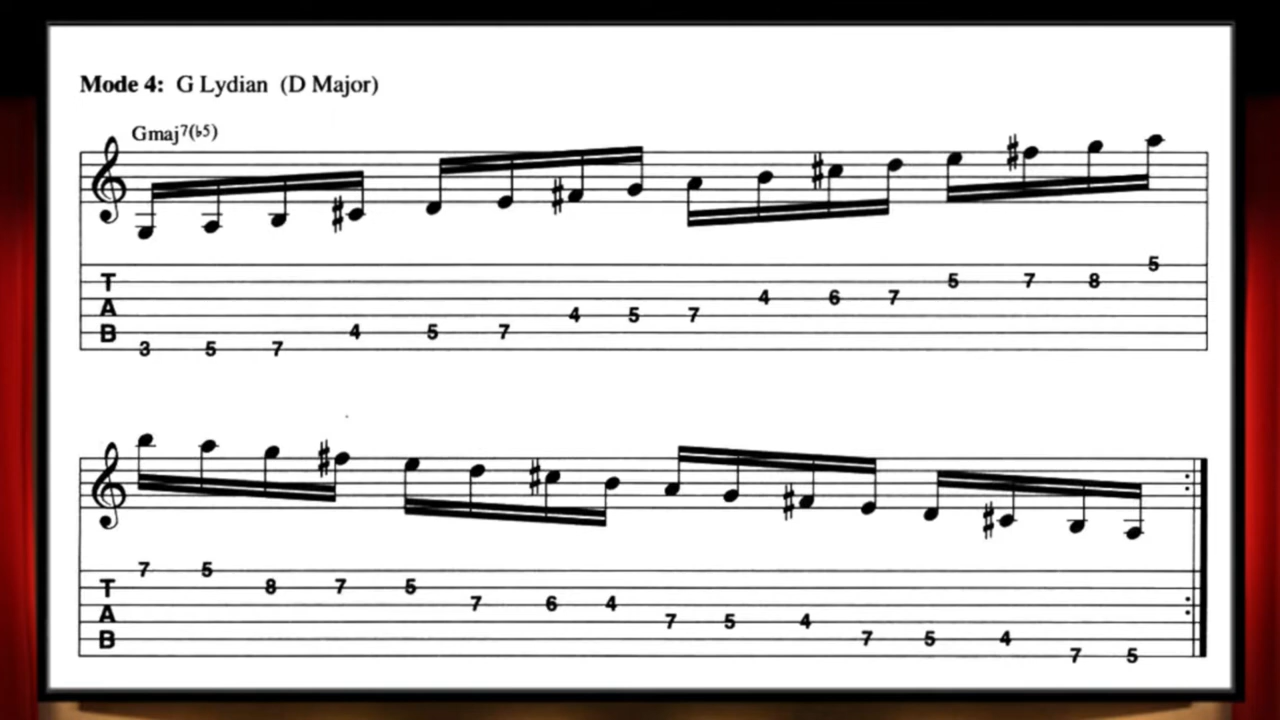 Mode 4: G Lydian (D Major)
Gmaj7(♭5)
5
T 5 7 8
4 6 7
A 4 5 7
B 4 5 7
3 5 7
7 5
T 8 7 5
7 6 4
A 7 5 4
B 7 5 4
7 5